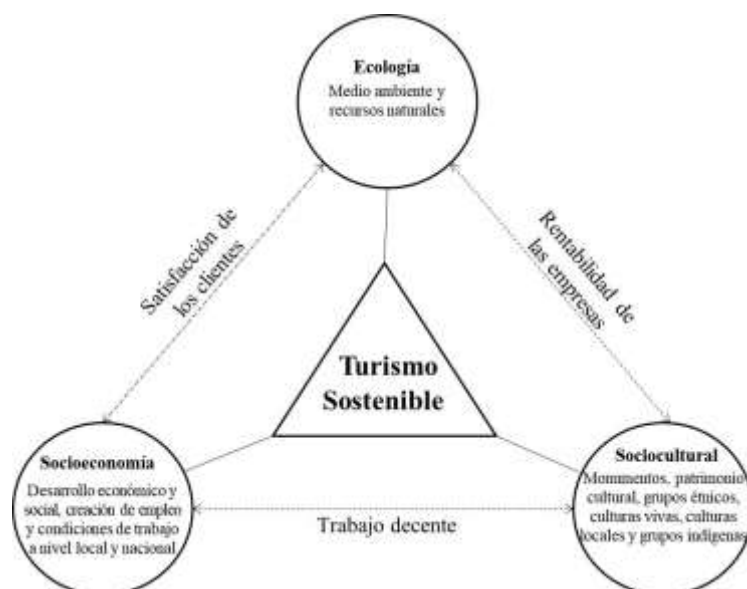 Ecología
Medio ambiente y
recursos naturales
Satisfacción de
los clientes
Rentabilidad de
las empresas
Turismo
Sostenible
Socioeconomía
Desarrollo económico y
social, creación de empleo
y condiciones de trabajo
a nivel local y nacional
Trabajo decente
Sociocultural
Monumentos, patrimonio
cultural, grupos étnicos,
culturas vivas, culturas
locales y grupos indígenas